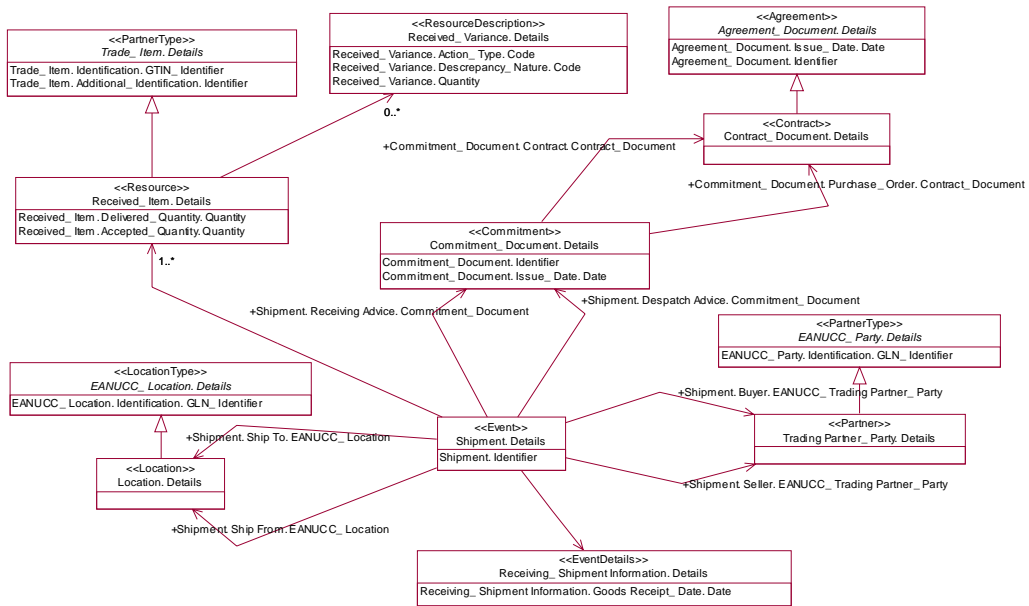 <<PartnerType>>
Trade_ Item. Details
Trade_ Item. Identification. GTIN_ Identifier
Trade_ Item. Additional_ Identification. Identifier
<<ResourceDescription>>
Received_ Variance. Details
Received_ Variance. Action_ Type. Code
Received_ Variance. Descrepancy_ Nature. Code
Received_ Variance. Quantity
<<Agreement>>
Agreement_ Document. Details
Agreement_ Document. Issue_ Date. Date
Agreement_ Document. Identifier
0..*
<<Contract>>
Contract_ Document. Details
+Commitment_ Document. Contract. Contract_ Document
+Commitment_ Document. Purchase_ Order. Contract_ Document
<<Resource>>
Received_ Item. Details
Received_ Item. Delivered_ Quantity. Quantity
Received_ Item. Accepted_ Quantity. Quantity
1..*
<<Commitment>>
Commitment_ Document. Details
Commitment_ Document. Identifier
Commitment_ Document. Issue_ Date. Date
+Shipment. Receiving Advice. Commitment_ Document
+Shipment. Despatch Advice. Commitment_ Document
<<PartnerType>>
EANUCC_ Party. Details
EANUCC_ Party. Identification. GLN_ Identifier
<<LocationType>>
EANUCC_ Location. Details
EANUCC_ Location. Identification. GLN_ Identifier
+Shipment. Buyer. EANUCC_ Trading Partner_ Party
<<Partner>>
Trading Partner_ Party. Details
+Shipment. Ship To. EANUCC_ Location
<<Event>>
Shipment. Details
Shipment. Identifier
<<Location>>
Location. Details
+Shipment. Seller. EANUCC_ Trading Partner_ Party
+Shipment. Ship From. EANUCC_ Location
<<EventDetails>>
Receiving_ Shipment Information. Details
Receiving_ Shipment Information. Goods Receipt_ Date. Date